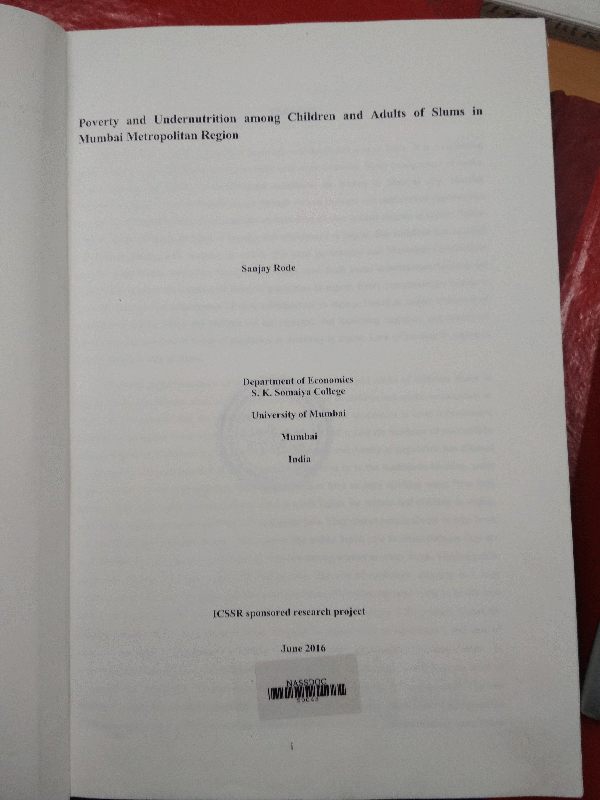 Poverty and Undernutrition among Children and Adults of Slums in
Mumbai Metropolitan Region
Sanjay Rode
Department of Economics
S. K. Somaiya College
University of Mumbai
Mumbai
India
ICSSR sponsored research project
June 2016
NASSDOC
i